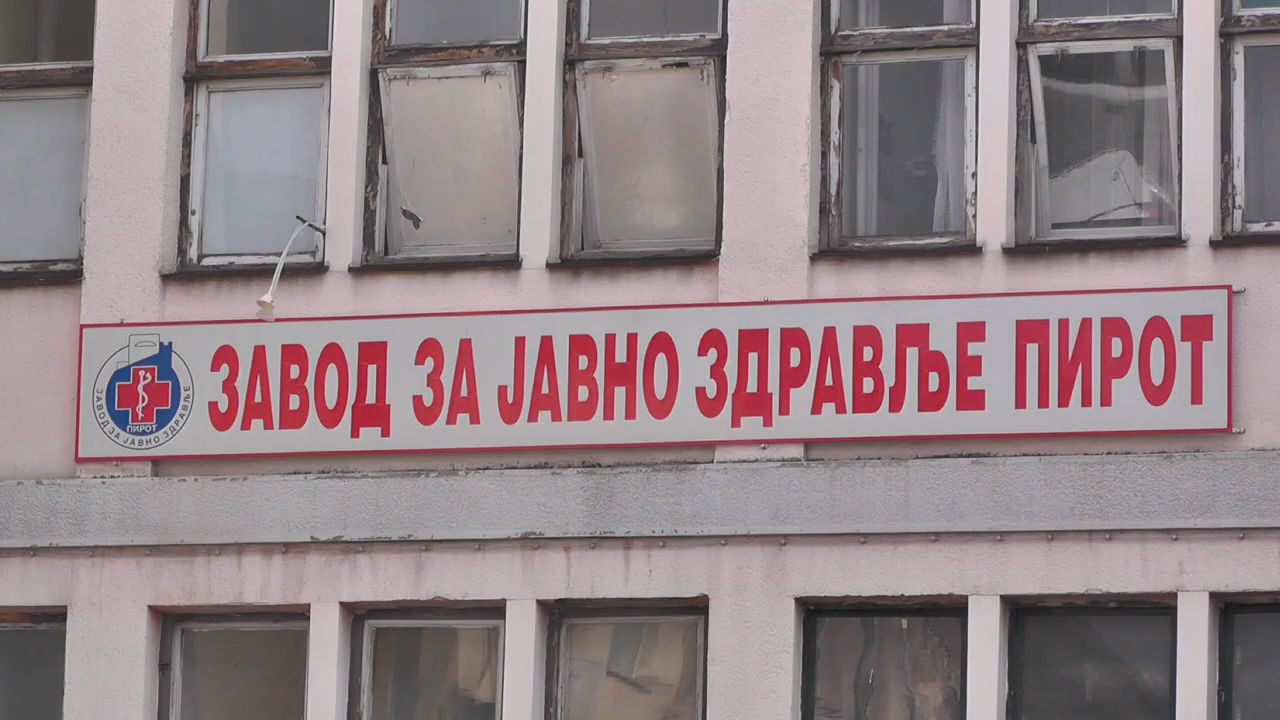 ЗАВОД ЗА ЈАВНО ЗДРАВЉЕ ПИРОТ
ЗАВОД ЗА ЈАВНО ЗДРАВЉЕ
ПИРОТ